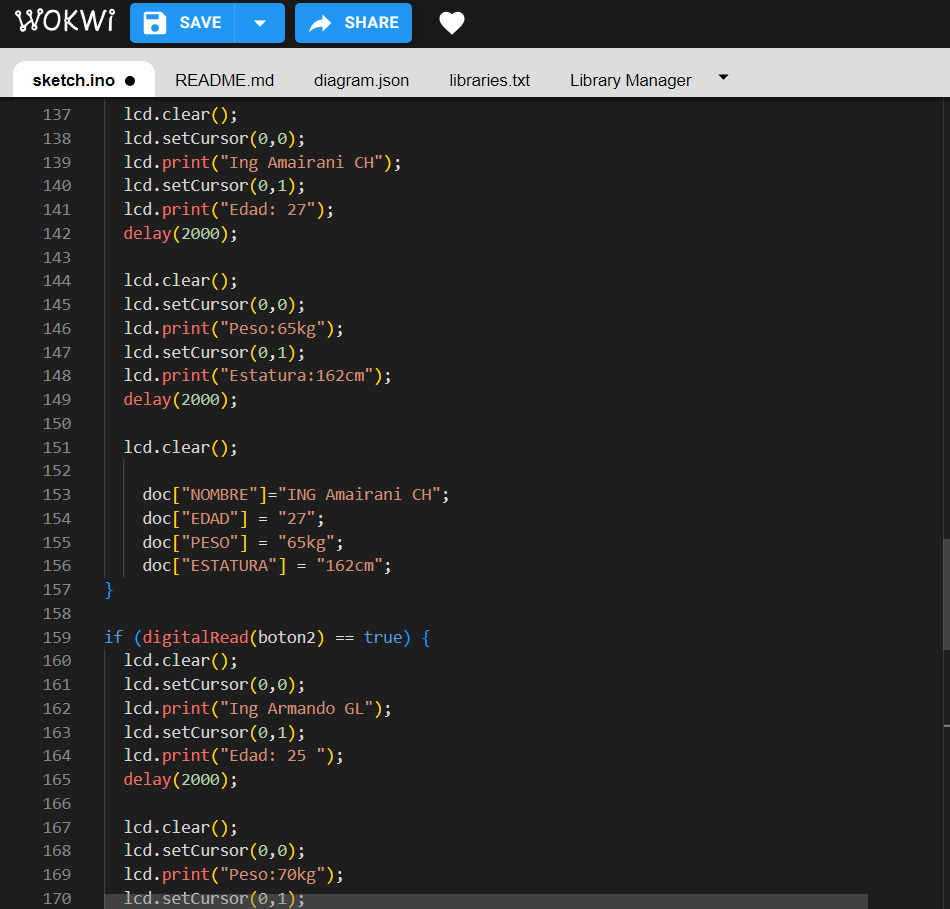 WOKWi SAVE SHARE
sketch.ino README.md diagram.json libraries.txt Library Manager
137 lcd.clear();
138 lcd.setCursor(0,0);
139 lcd.print("Ing Amairani CH");
140 lcd.setCursor(0,1);
141 lcd.print("Edad: 27");
142 delay(2000);
143
144 lcd.clear();
145 lcd.setCursor(0,0);
146 lcd.print("Peso:65kg");
147 lcd.setCursor(0,1);
148 lcd.print("Estatura:162cm");
149 delay(2000);
150
151 lcd.clear();
152
153 doc["NOMBRE"]="ING Amairani CH";
154 doc["EDAD"] = "27";
155 doc["PESO"] = "65kg";
156 doc["ESTATURA"] = "162cm";
157 }
158
159 if (digitalRead(boton2) == true) {
160 lcd.clear();
161 lcd.setCursor(0,0);
162 lcd.print("Ing Armando GL");
163 lcd.setCursor(0,1);
164 lcd.print("Edad: 25 ");
165 delay(2000);
166
167 lcd.clear();
168 lcd.setCursor(0,0);
169 lcd.print("Peso:70kg");
170 lcd.setCursor(0,1);